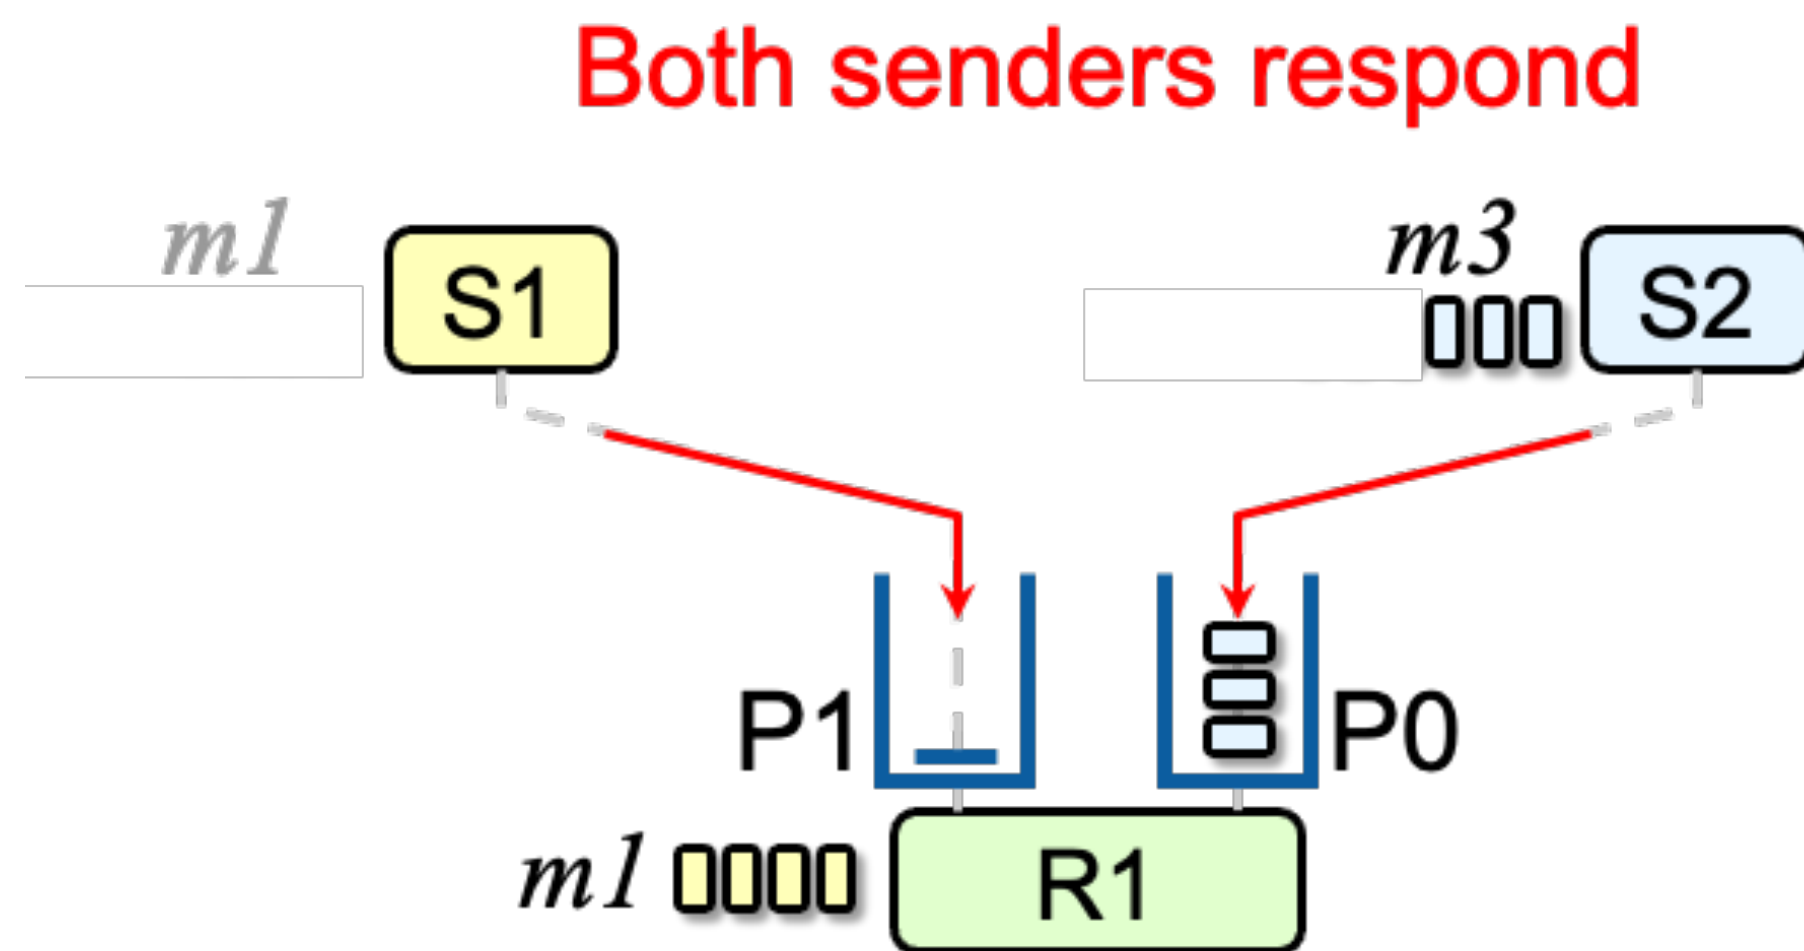 Both senders respond
m1
S1
m3
S2
P1
P0
m1
R1